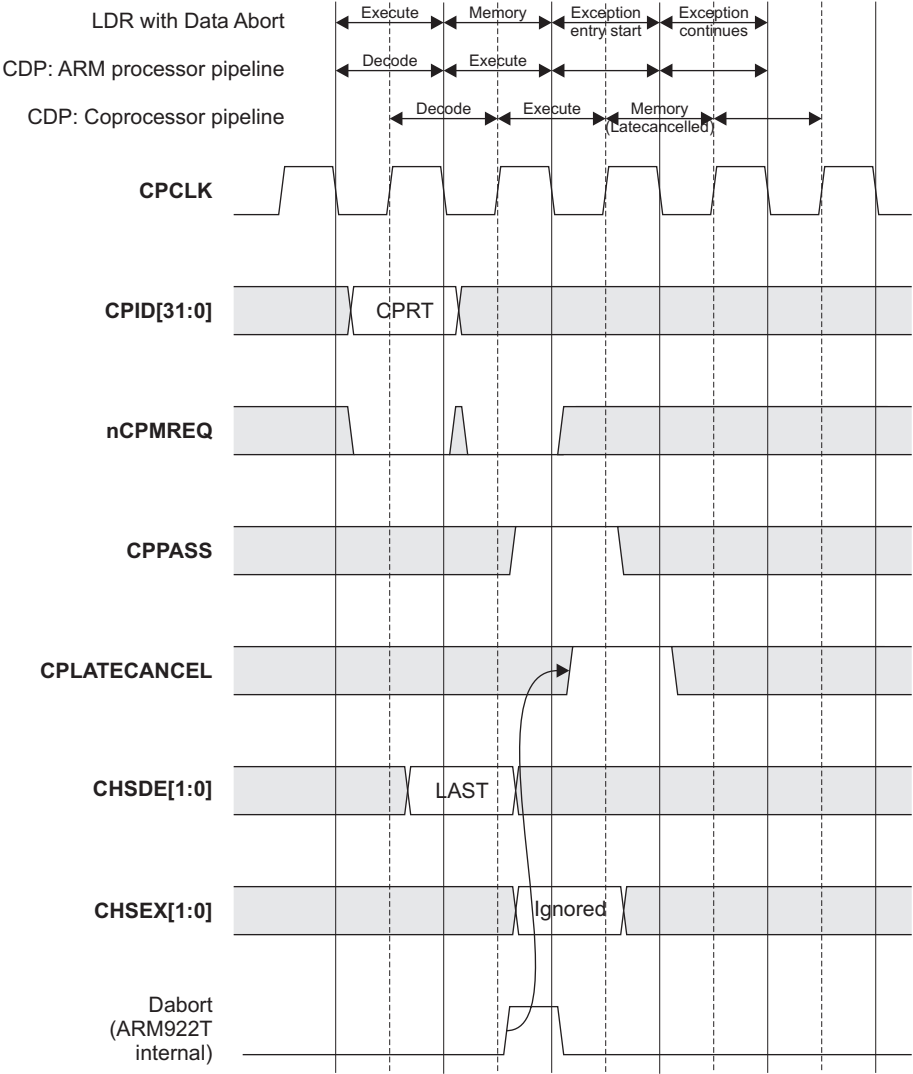 LDR with Data Abort Execute Memory Exception Exception
entry start continues
CDP: ARM processor pipeline Decode Execute
CDP: Coprocessor pipeline Decode Execute Memory
(Latecancelled)
CPCLK
CPID[31:0] CPRT
nCPMREQ
CPPASS
CPLATECANCEL
CHSDE[1:0] LAST
CHSEX[1:0] Ignored
Dabort
(ARM922T
internal)